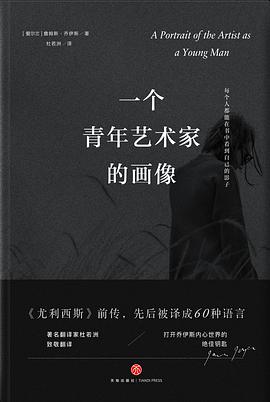 [爱尔兰] 詹姆斯·乔伊斯 / 著
杜若洲 / 译
A Portrait of the Artist as
a Young Man
一个
青年艺术家
的画像
每个人都能在书中看到自己的影子
《尤利西斯》前传，先后被译成60种语言
著名翻译家杜若洲
致敬翻译
打开乔伊斯内心世界的
绝佳钥匙
James Joyce
天地出版社 | TIANDI PRESS